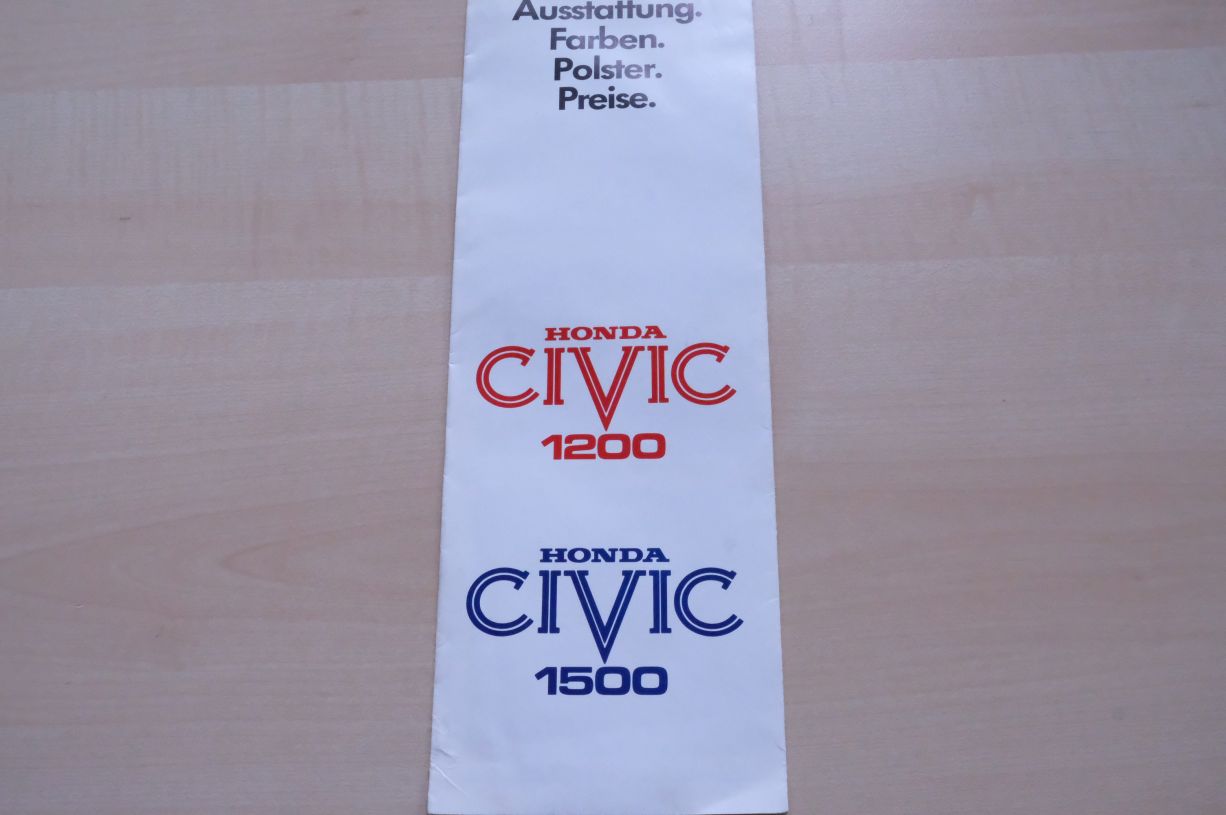 Ausstattung.
Farben.
Polster.
Preise.
HONDA
CIVIC
1200
HONDA
CIVIC
1500